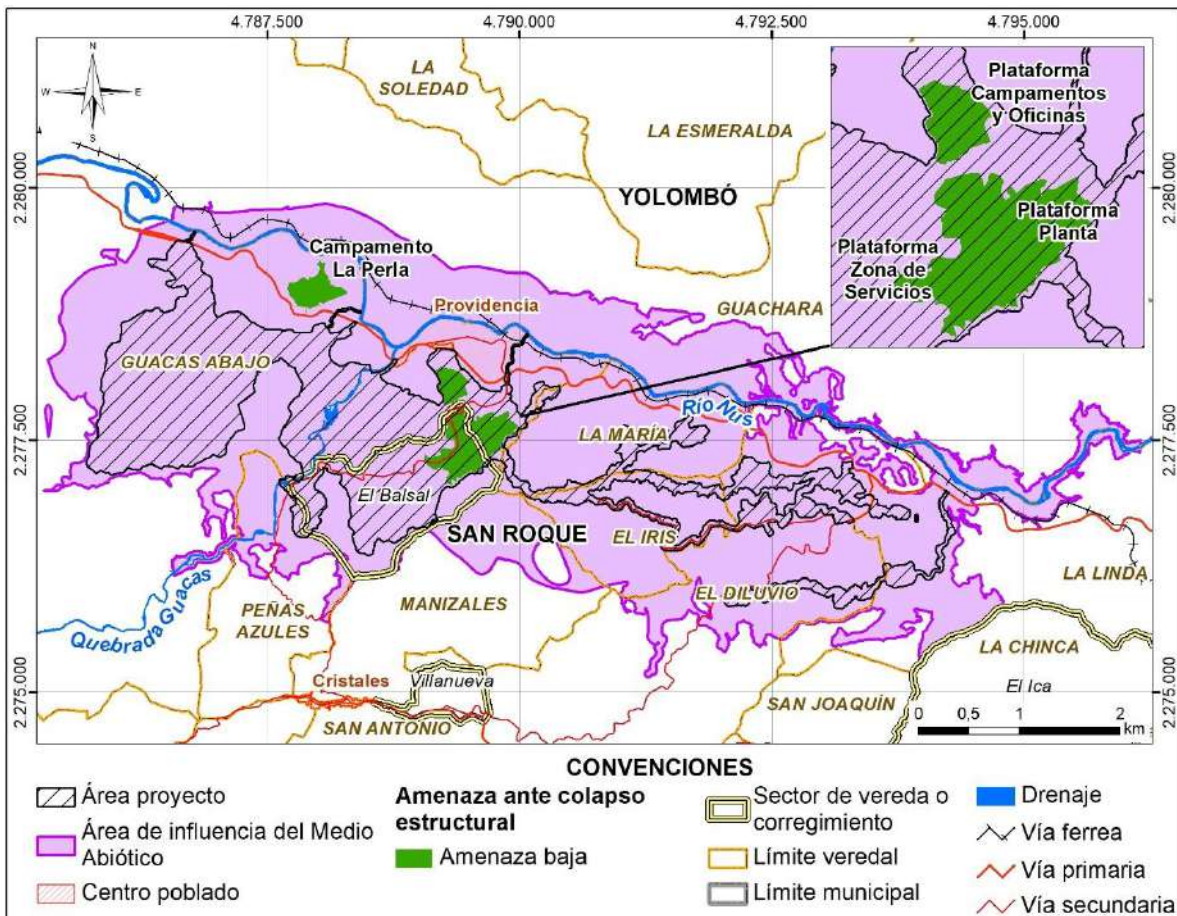 4.787.500
4.790.000
4.792.500
4.795.000
N
W
E
S
LA
SOLEDAD
LA ESMERALDA
YOLOMBÓ
Plataforma
Campamentos
y Oficinas
Plataforma
Planta
Plataforma
Zona de
Servicios
2.280.000
2.280.000
Campamento
La Perla
Providencia
GUACHARA
GUACAS ABAJO
Río Nus
LA MARÍA
2.277.500
2.277.500
El Balsal
SAN ROQUE
EL IRIS
EL DILUVIO
LA LINDA
Quebrada Guacas
PEÑAS
AZULES
MANIZALES
LA CHINCA
Cristales
Villanueva
SAN ANTONIO
SAN JOAQUÍN
El Ica
2.275.000
2.275.000
0 0,5 1 2
km
CONVENCIONES
Área proyecto
Área de influencia del Medio
Abiótico
Centro poblado
Amenaza ante colapso
estructural
Amenaza baja
Sector de vereda o
corregimiento
Límite veredal
Límite municipal
Drenaje
Vía ferrea
Vía primaria
Vía secundaria